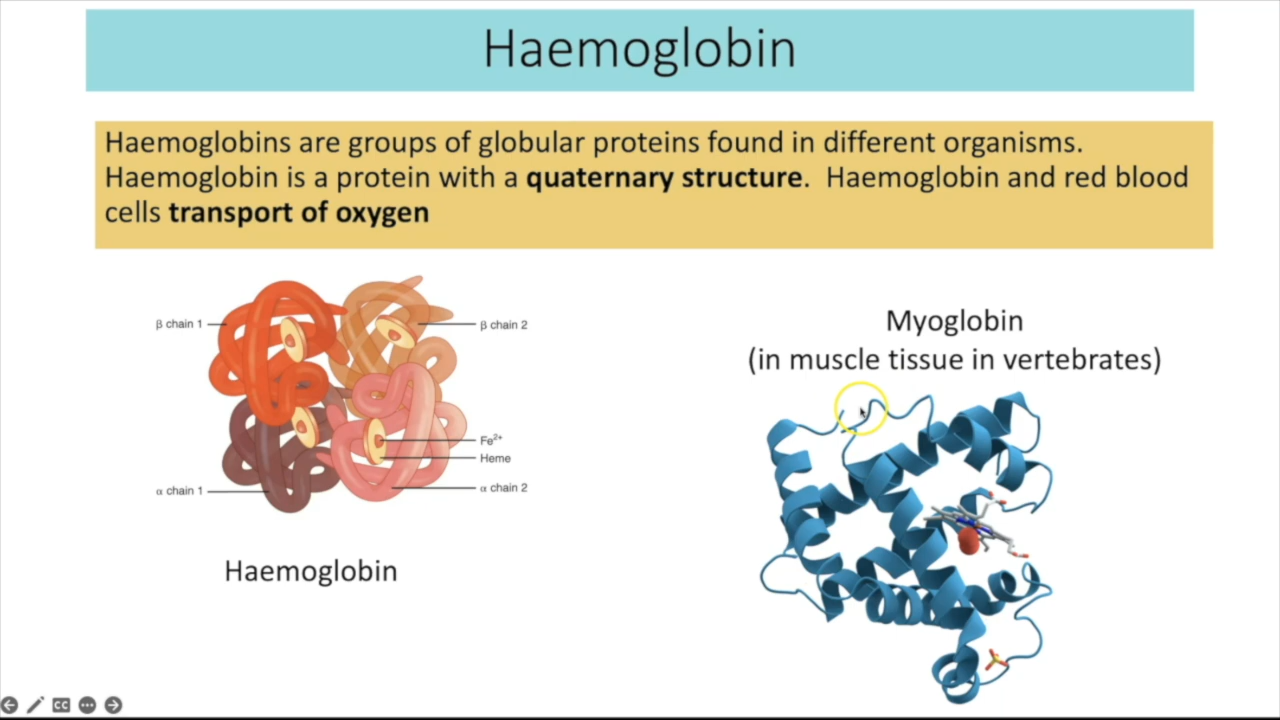 Haemoglobin
Haemoglobins are groups of globular proteins found in different organisms.
Haemoglobin is a protein with a quaternary structure. Haemoglobin and red blood
cells transport of oxygen
β chain 1
β chain 2
Fe²⁺
Heme
α chain 1
α chain 2
Haemoglobin
Myoglobin
(in muscle tissue in vertebrates)
CC